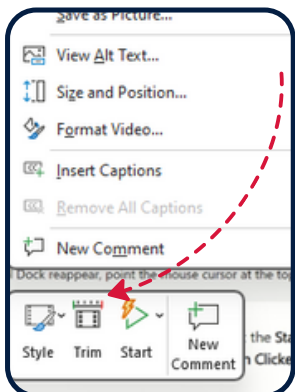 Save as Picture...
View Alt Text...
Size and Position...
Format Video...
Insert Captions
Remove All Captions
New Comment
Dock reappear, point the mouse cursor at the top
Style
Trim
Start
New
Comment
the Sta
n Clicke